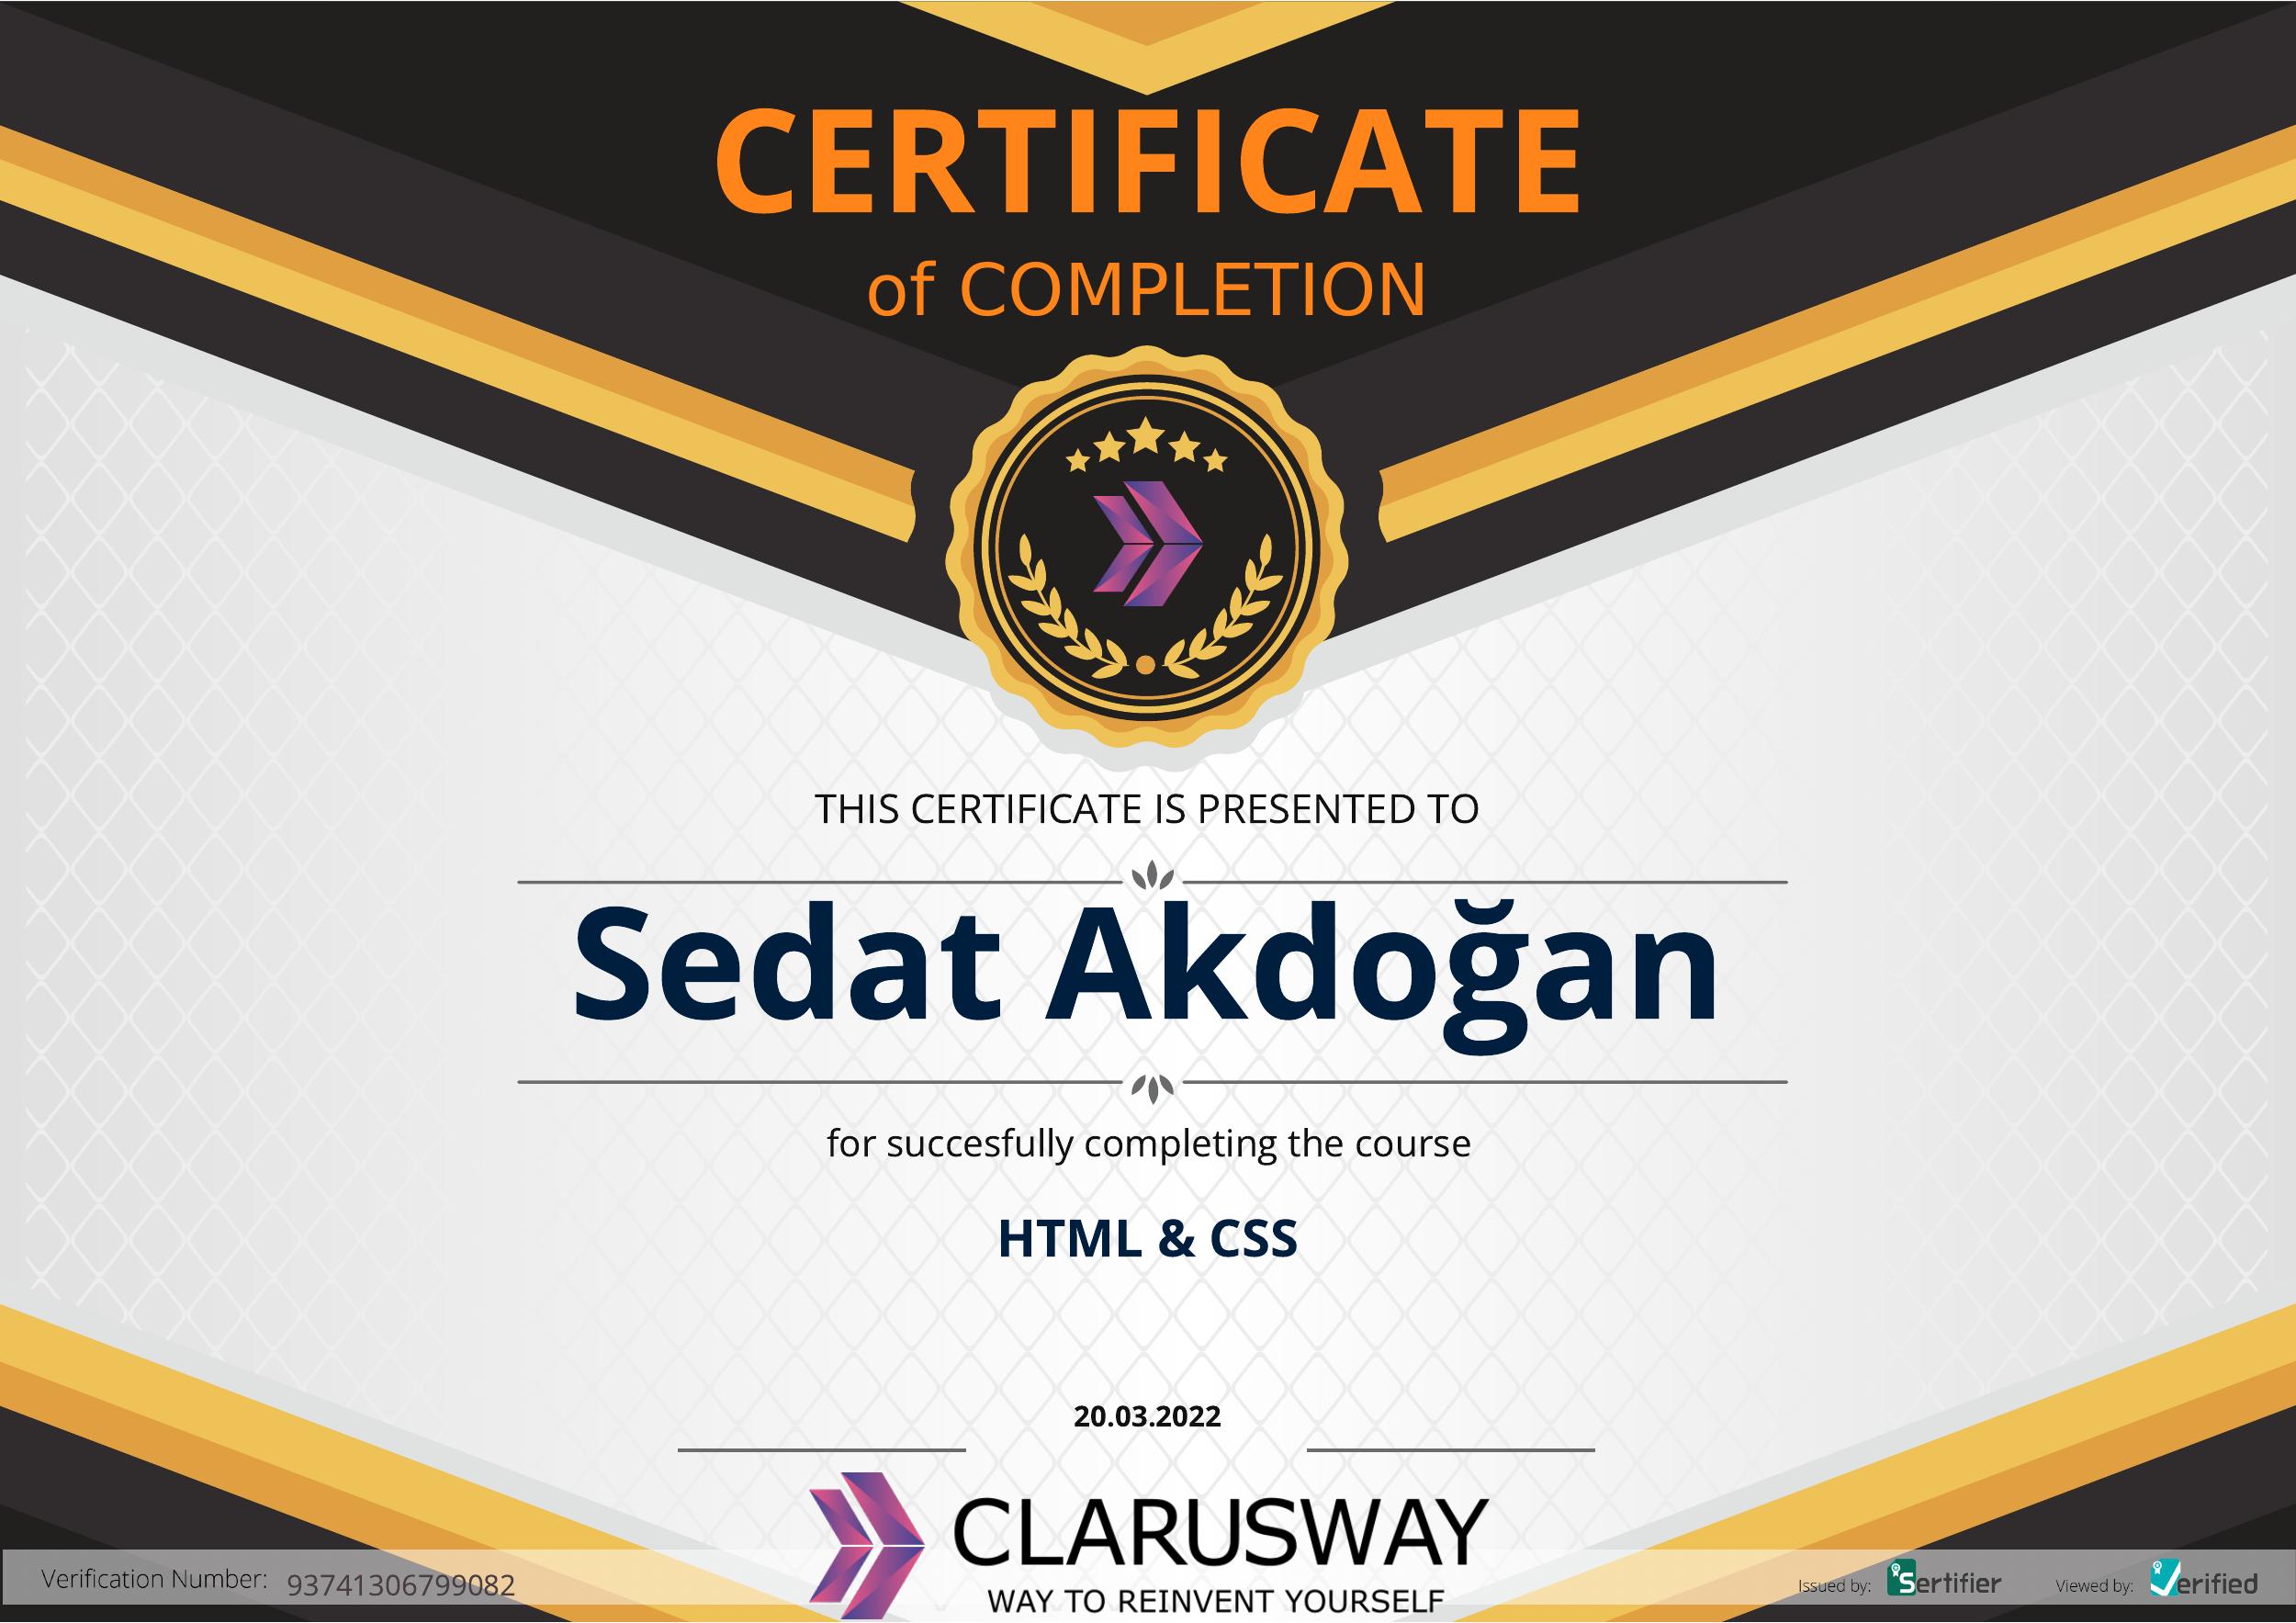 CERTIFICATE
of COMPLETION
THIS CERTIFICATE IS PRESENTED TO
Sedat Akdoğan
for succesfully completing the course
HTML & CSS
20.03.2022
CLARUSWAY
WAY TO REINVENT YOURSELF
Verification Number: 93741306799082
Issued by: Sertifier
Viewed by: Verified